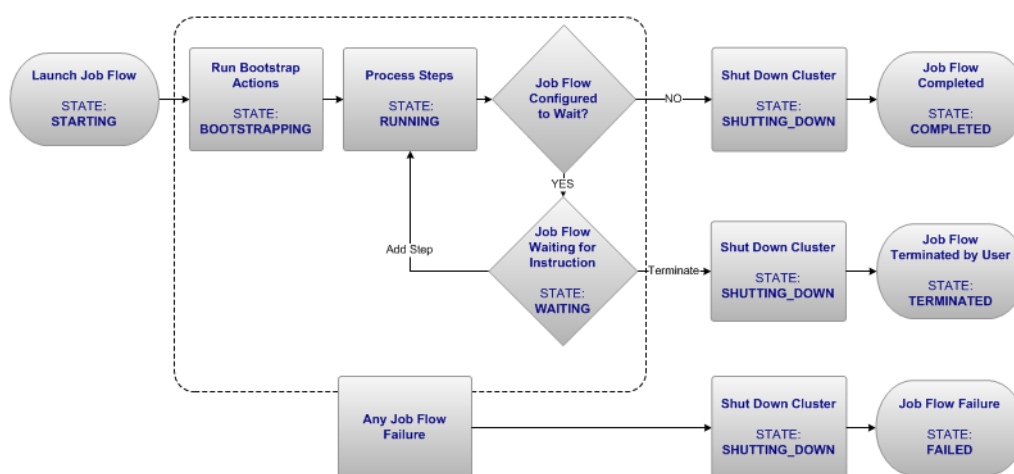 Launch Job Flow
STATE:
STARTING
Run Bootstrap
Actions
STATE:
BOOTSTRAPPING
Process Steps
STATE:
RUNNING
Job Flow
Configured
to Wait?
NO
Shut Down Cluster
STATE:
SHUTTING_DOWN
Job Flow
Completed
STATE:
COMPLETED
YES
Add Step
Job Flow
Waiting for
Instruction
STATE:
WAITING
Terminate
Shut Down Cluster
STATE:
SHUTTING_DOWN
Job Flow
Terminated by User
STATE:
TERMINATED
Any Job Flow
Failure
Shut Down Cluster
STATE:
SHUTTING_DOWN
Job Flow Failure
STATE:
FAILED